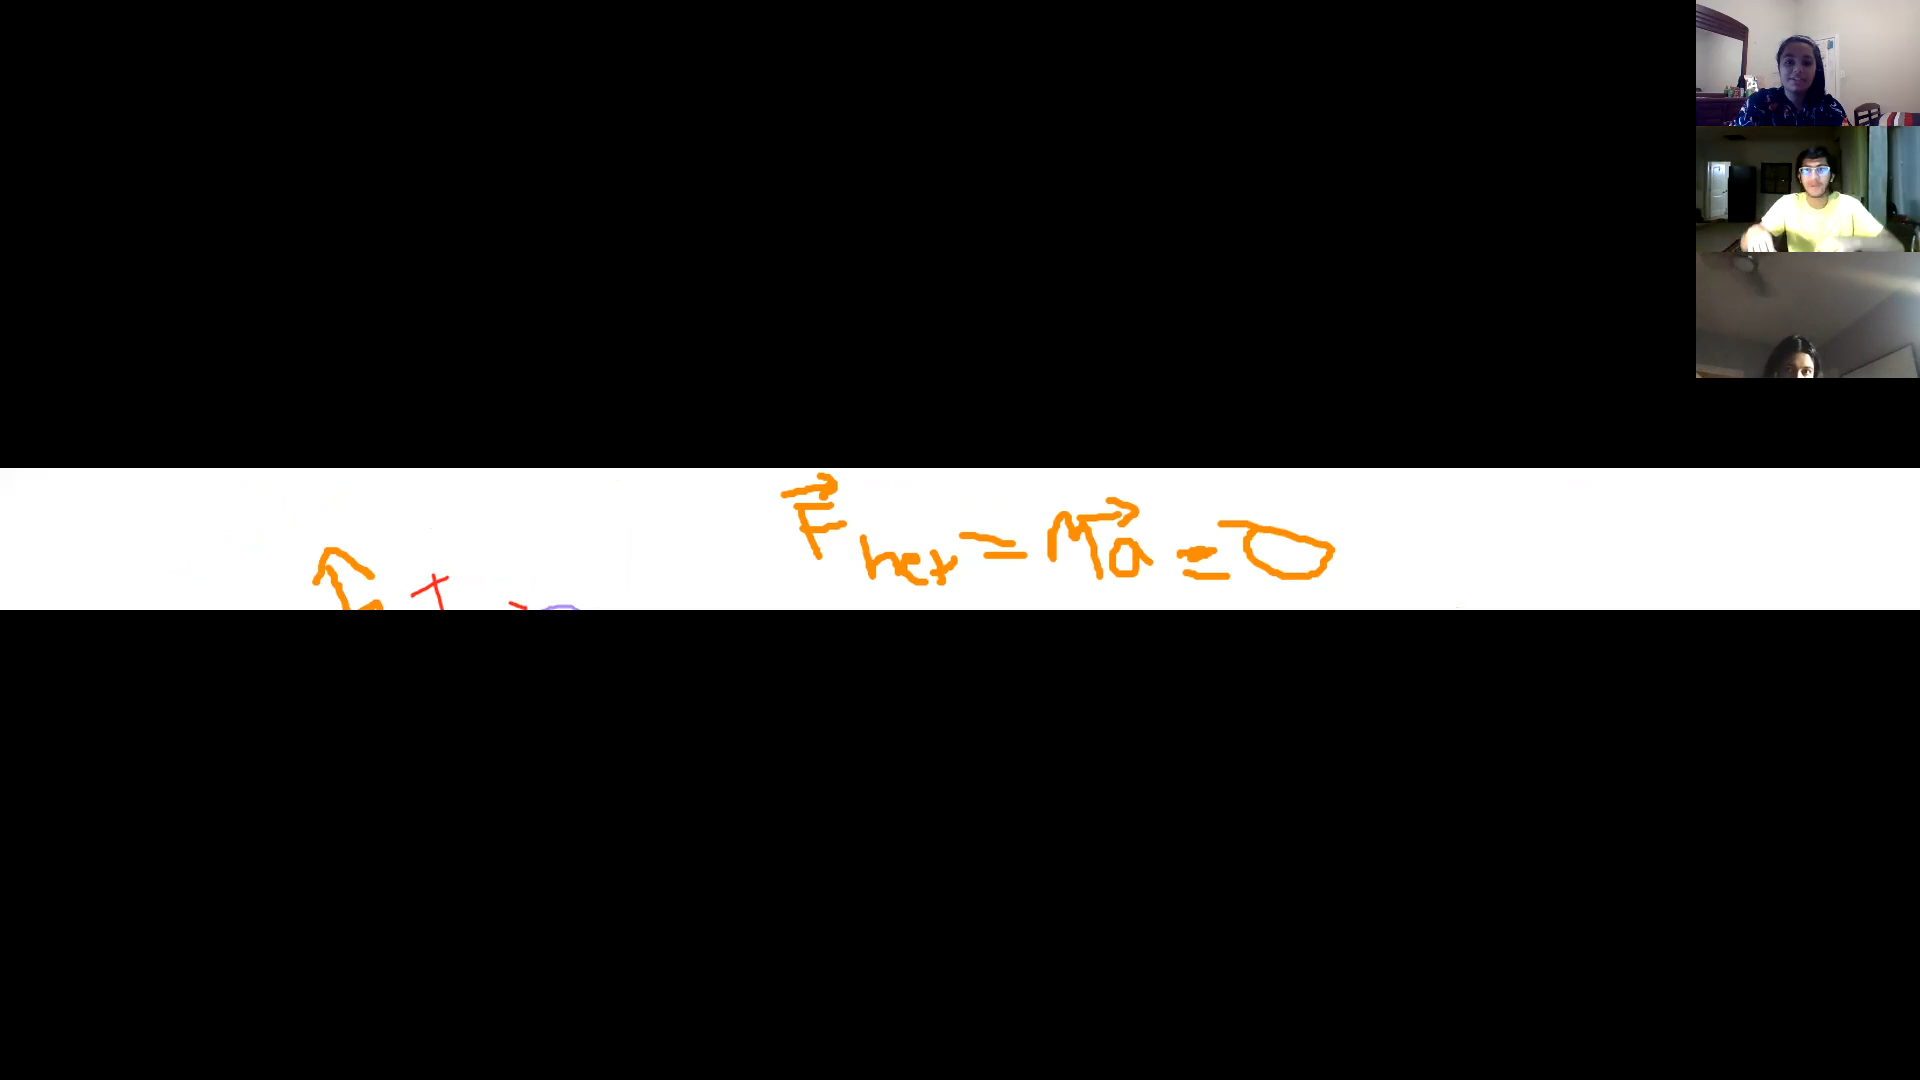 F⃗ net = Ma⃗ = 0